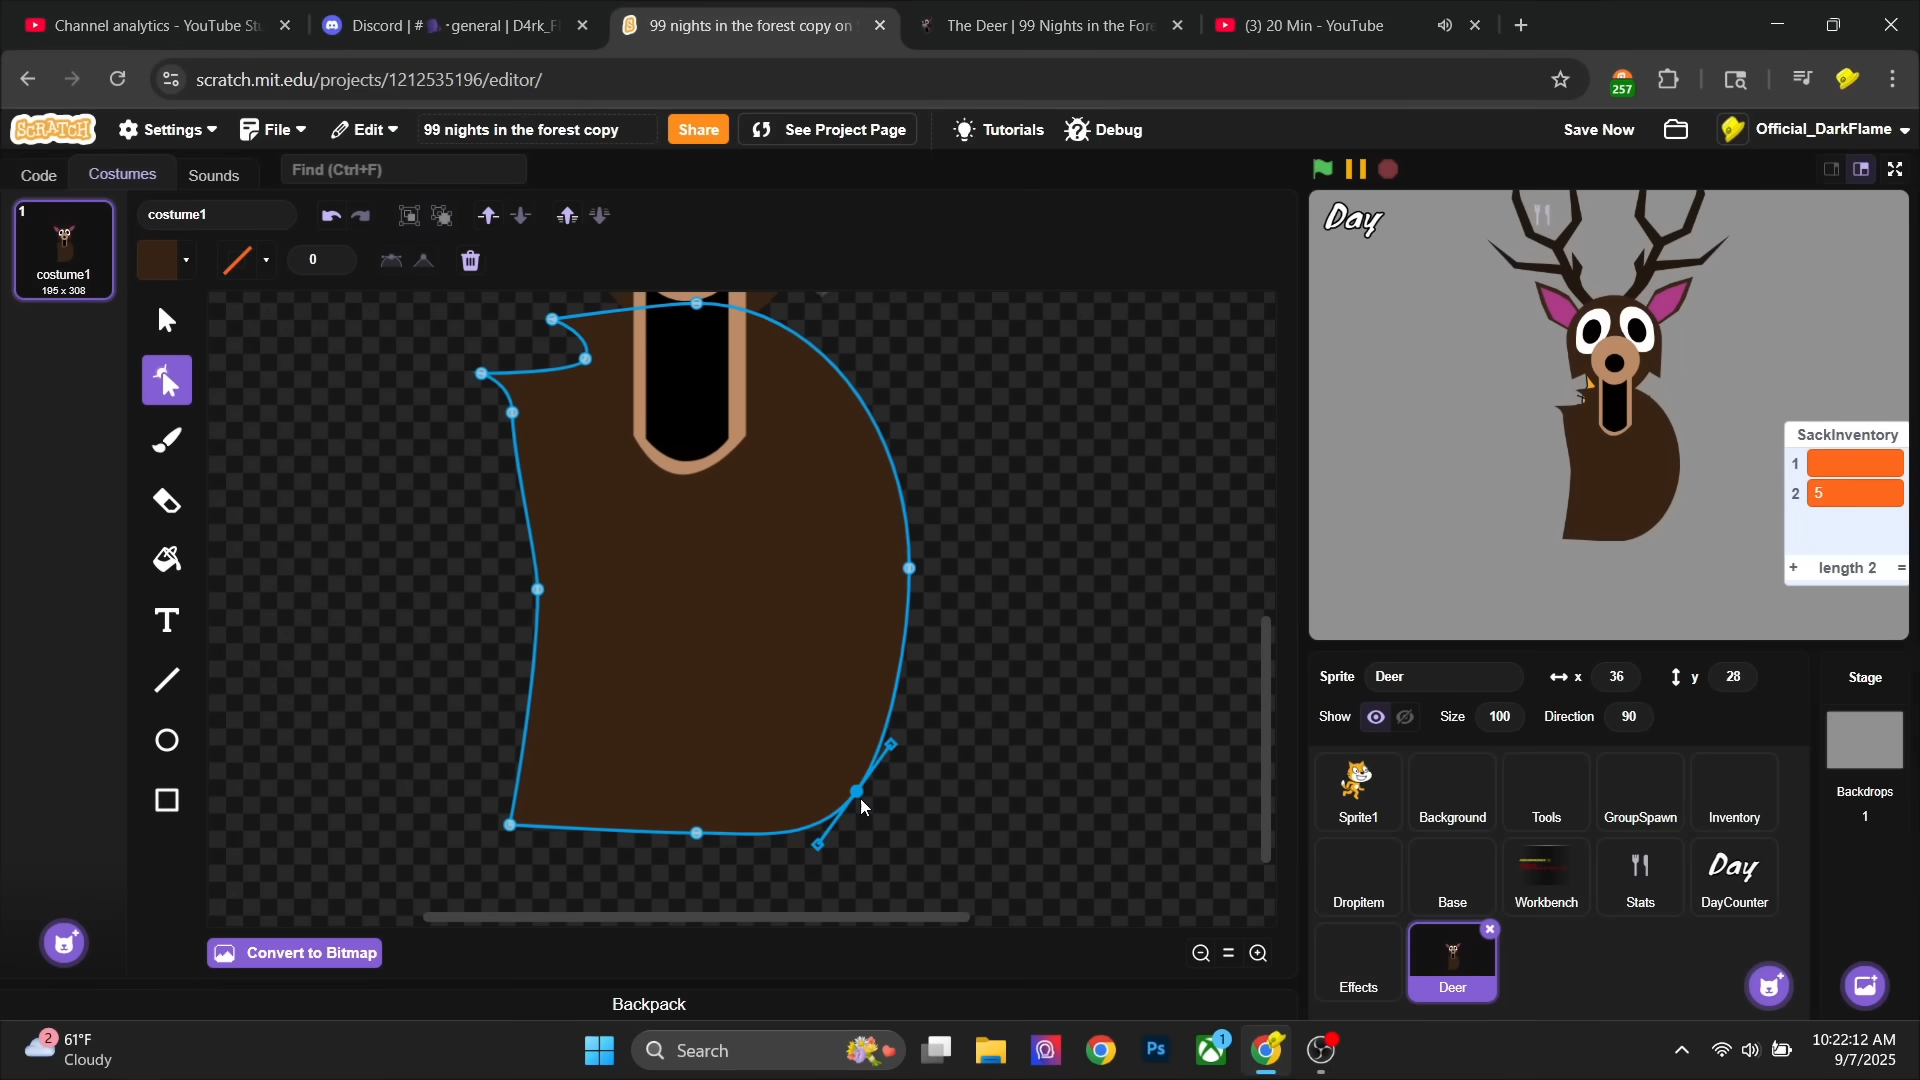 Channel analytics - YouTube St
Discord | # · general | D4rk_F
99 nights in the forest copy on
The Deer | 99 Nights in the Fore
(3) 20 Min - YouTube
scratch.mit.edu/projects/1212535196/editor/
257
SCRATCH
Settings
File
Edit
99 nights in the forest copy
Share
See Project Page
Tutorials
Debug
Save Now
Official_DarkFlame
Code
Costumes
Sounds
Find (Ctrl+F)
1
costume1
195 x 308
costume1
0
Convert to Bitmap
Backpack
Day
SackInventory
1
2 5
+ length 2 =
Sprite Deer x 36 y 28
Show Size 100 Direction 90
Stage
Backdrops
1
Sprite1
Background
Tools
GroupSpawn
Inventory
Dropitem
Base
Workbench
Stats
Day
DayCounter
Effects
Deer
2
61°F
Cloudy
Search
Ps
1
10:22:12 AM
9/7/2025